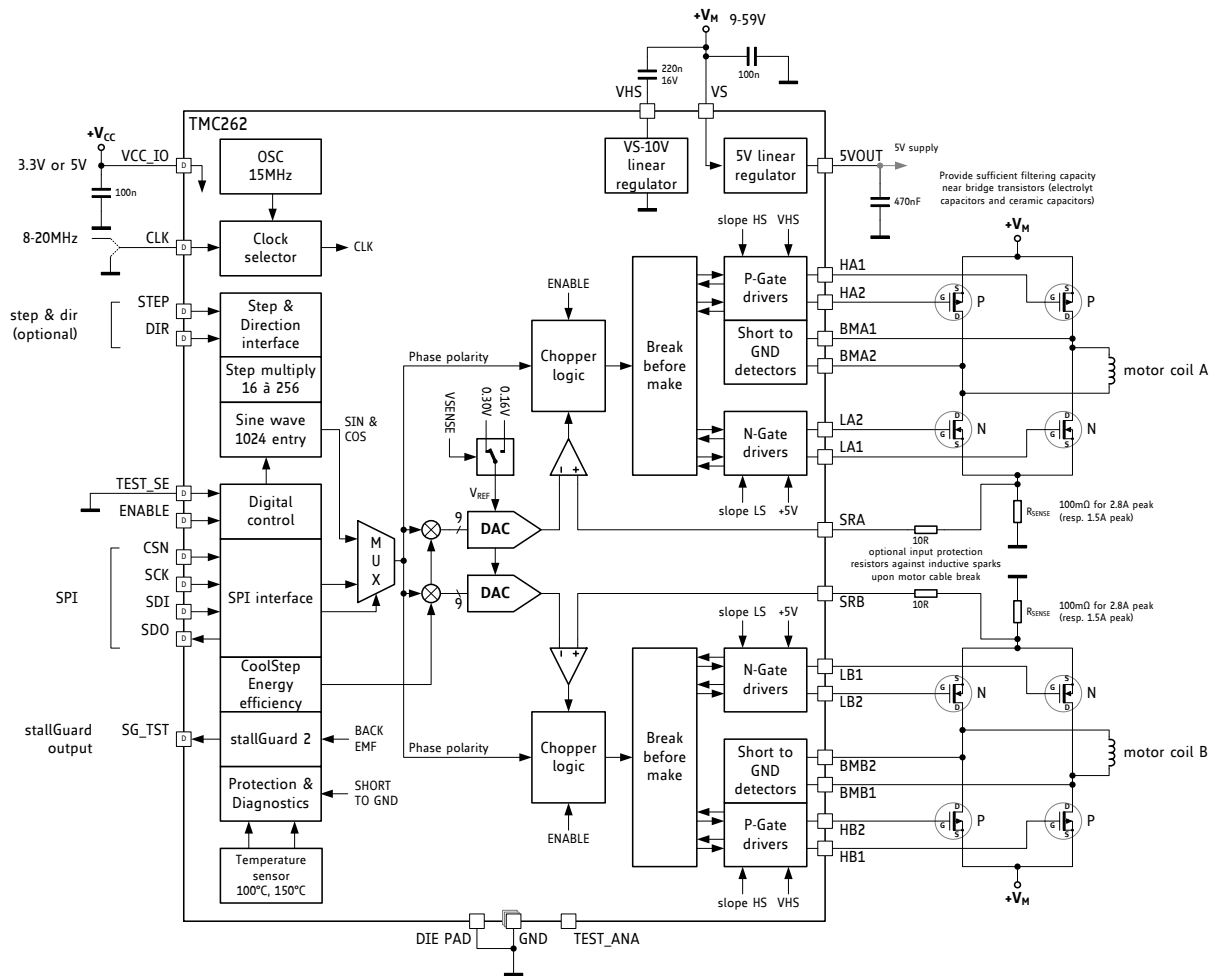 +VM
9-59V
220n
16V
100n
VHS
VS
TMC262
+VCC
3.3V or 5V
VCC_IO
D
100n
OSC
15MHz
VS-10V
linear
regulator
5V linear
regulator
5VOUT
5V supply
470nF
Provide sufficient filtering capacity
near bridge transistors (electrolyt
capacitors and ceramic capacitors)
8-20MHz
CLK
D
Clock
selector
CLK
slope HS
VHS
+VM
step & dir
(optional)
STEP
D
DIR
D
Step &
Direction
interface
Step multiply
16 à 256
Sine wave
1024 entry
SIN &
COS
Phase polarity
ENABLE
Chopper
logic
Break
before
make
P-Gate
drivers
Short to
GND
detectors
N-Gate
drivers
HA1
HA2
BMA1
BMA2
LA2
LA1
S
G
D
P
S
G
D
P
motor coil A
D
G
S
N
D
G
S
N
VSENSE
0.30V
0.16V
VREF
slope LS
+5V
TEST_SE
D
ENABLE
D
Digital
control
CSN
D
SCK
D
SDI
D
SDO
D
SPI
SPI interface
M
U
X
9
DAC
9
DAC
SRA
10R
RSENSE
100mΩ for 2.8A peak
(resp. 1.5A peak)
optional input protection
resistors against inductive sparks
upon motor cable break
SRB
10R
RSENSE
100mΩ for 2.8A peak
(resp. 1.5A peak)
slope LS
+5V
CoolStep
Energy
efficiency
stallGuard
output
SG_TST
D
stallGuard 2
BACK
EMF
Protection &
Diagnostics
SHORT
TO GND
Temperature
sensor
100°C, 150°C
Phase polarity
Chopper
logic
ENABLE
Break
before
make
N-Gate
drivers
Short to
GND
detectors
P-Gate
drivers
LB1
LB2
BMB2
BMB1
HB2
HB1
S
G
D
N
S
G
D
N
motor coil B
D
G
S
P
D
G
S
P
+VM
slope HS
VHS
DIE PAD
GND
TEST_ANA